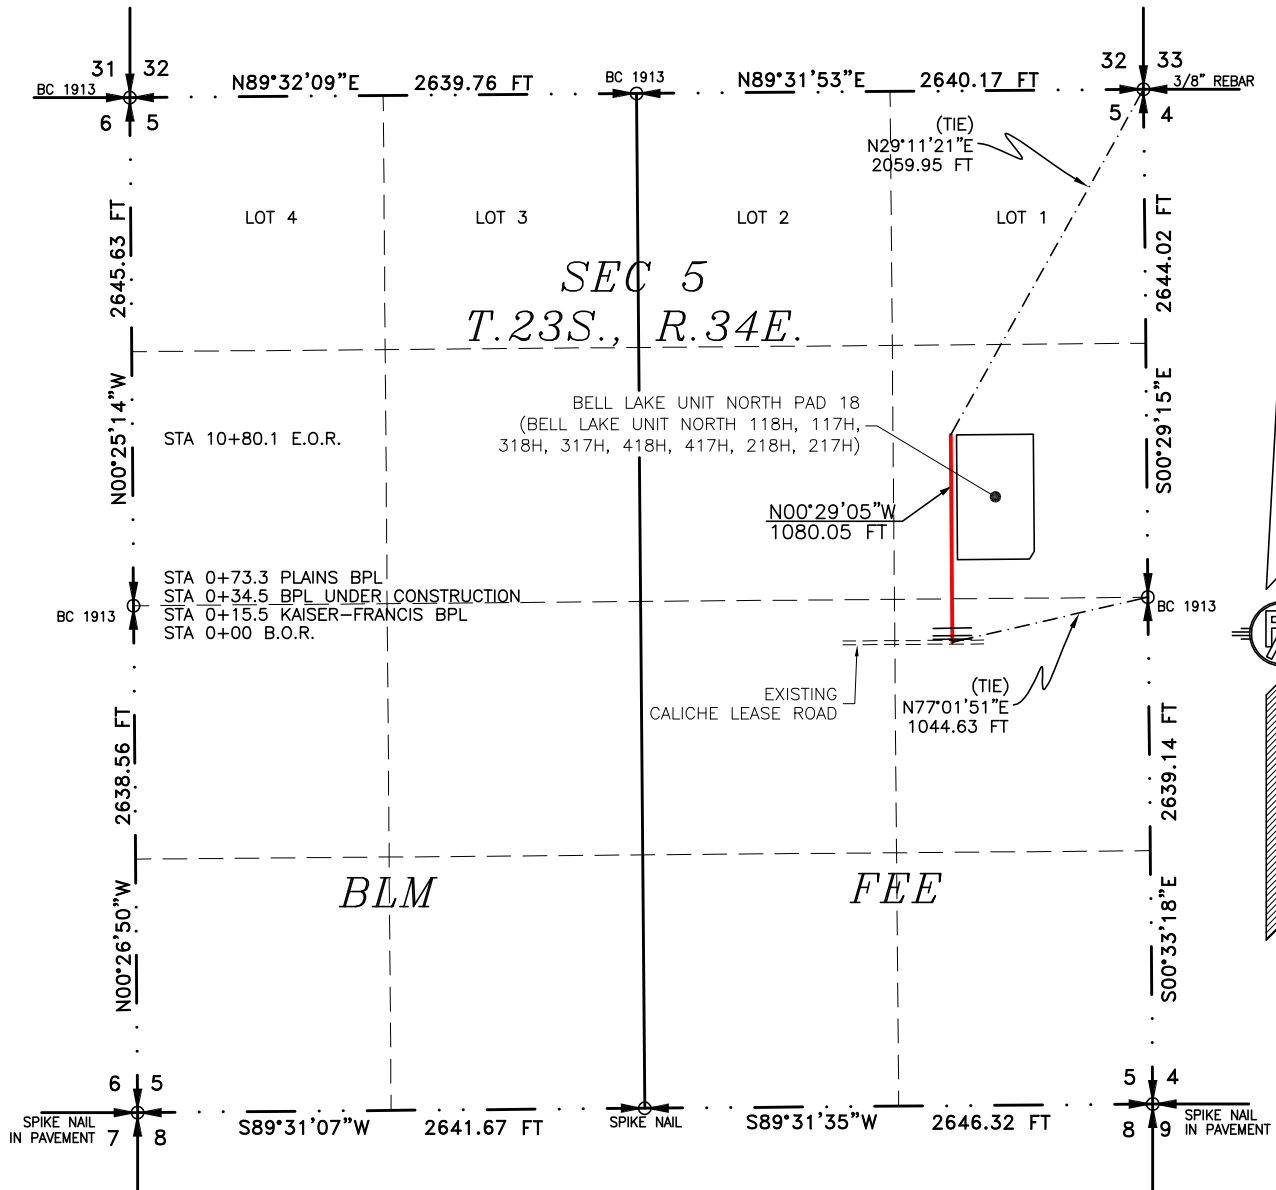 31 32
BC 1913
6 5
N89°32'09"E 2639.76 FT
BC 1913
N89°31'53"E 2640.17 FT
32 33
3/8" REBAR
5 4
(TIE)
N29°11'21"E
2059.95 FT
LOT 4
LOT 3
LOT 2
LOT 1
2645.63 FT
N00°25'14"W
2644.02 FT
S00°29'15"E
SEC 5
T.23S., R.34E.
BELL LAKE UNIT NORTH PAD 18
(BELL LAKE UNIT NORTH 118H, 117H,
318H, 317H, 418H, 417H, 218H, 217H)
STA 10+80.1 E.O.R.
N00°29'05"W
1080.05 FT
STA 0+73.3 PLAINS BPL
STA 0+34.5 BPL UNDER CONSTRUCTION
STA 0+15.5 KAISER-FRANCIS BPL
STA 0+00 B.O.R.
BC 1913
BC 1913
EXISTING
CALICHE LEASE ROAD
(TIE)
N77°01'51"E
1044.63 FT
2638.56 FT
N00°26'50"W
2639.14 FT
S00°33'18"E
BLM
FEE
6 5
SPIKE NAIL
IN PAVEMENT
7 8
S89°31'07"W 2641.67 FT
SPIKE NAIL
S89°31'35"W 2646.32 FT
5 4
SPIKE NAIL
IN PAVEMENT
8 9